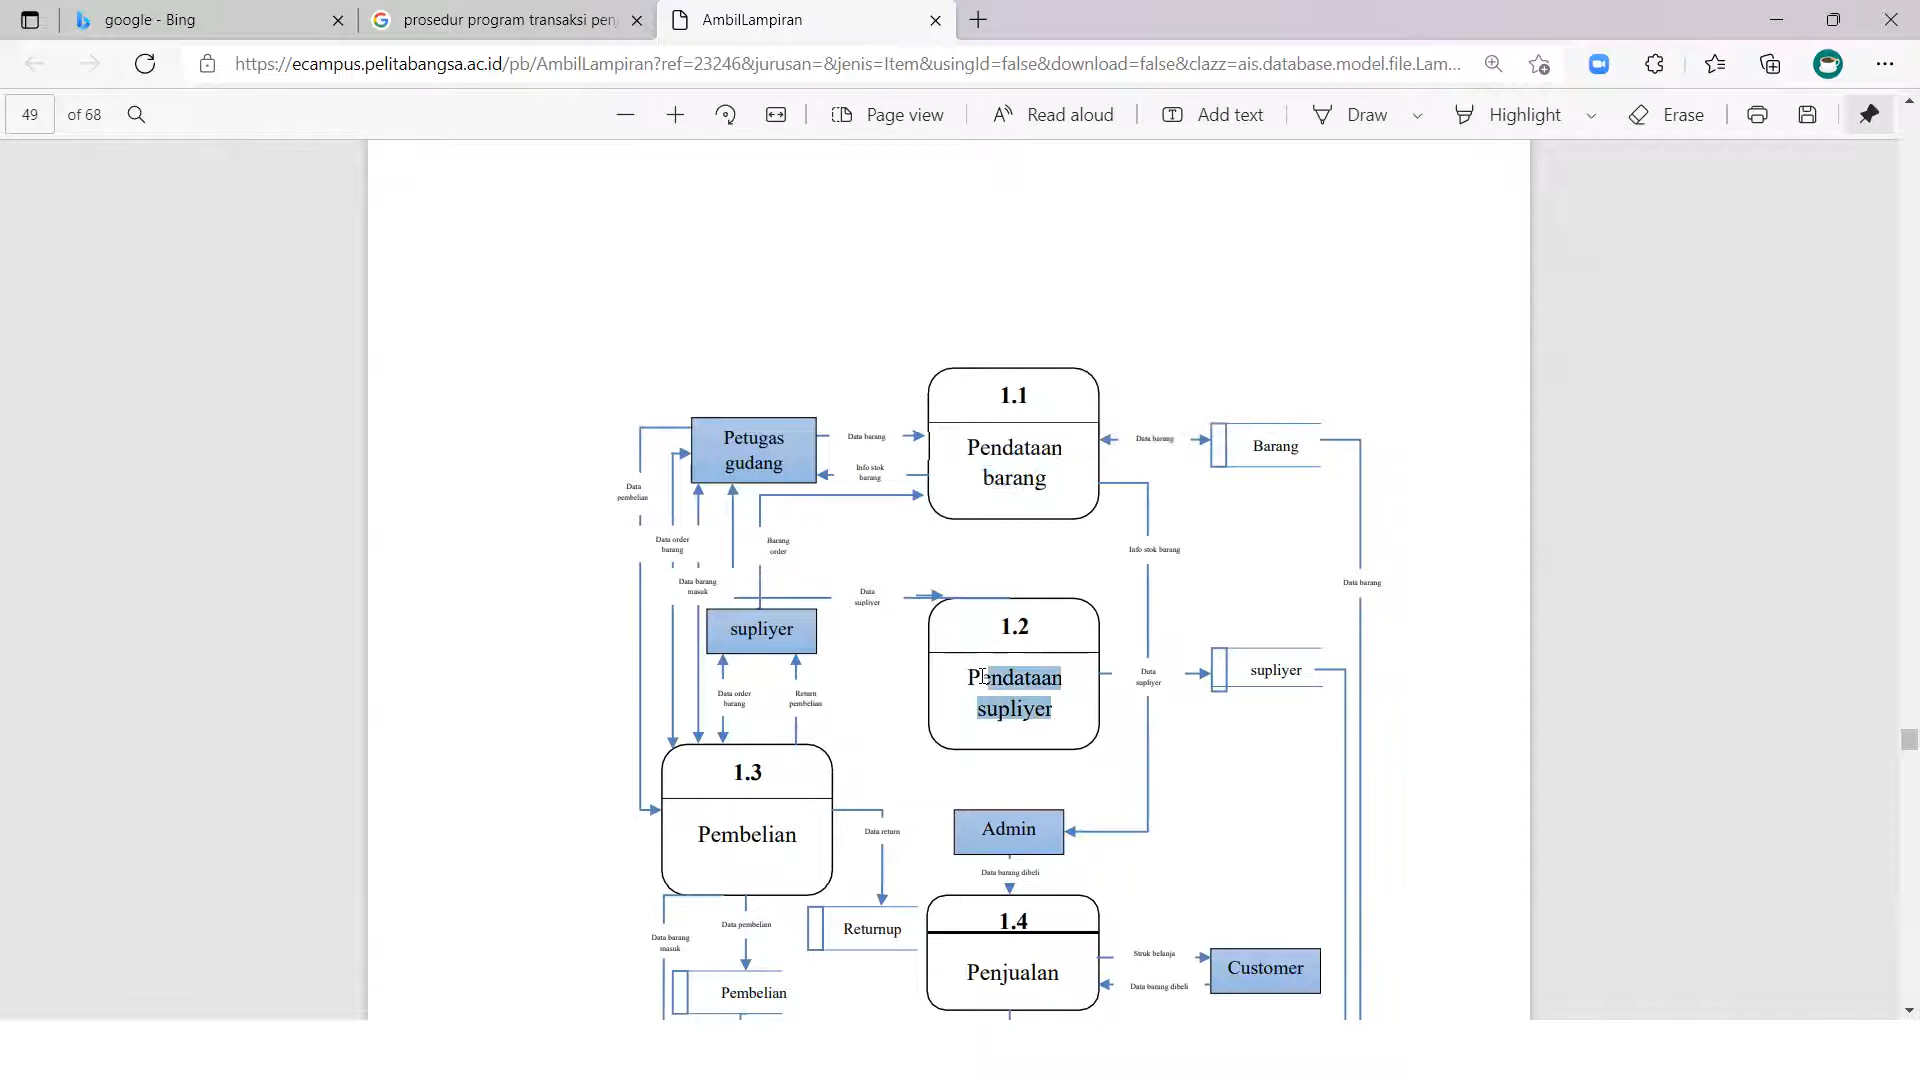 google - Bing
prosedur program transaksi pen
AmbilLampiran
https://ecampus.pelitabangsa.ac.id/pb/AmbilLampiran?ref=23246&jurusan=&jenis=Item&usingId=false&download=false&clazz=ais.database.model.file.Lam...
49
of 68
Page view
Read aloud
Add text
Draw
Highlight
Erase
1.1
Pendataan
barang
Petugas
gudang
Data barang
Info stok
barang
Data barang
Barang
Data
pembelian
Data order
barang
Barang
order
Info stok barang
Data barang
masuk
Data barang
Data
supliyer
supliyer
1.2
Pendataan
supliyer
Data
supliyer
supliyer
Data order
barang
Return
pembelian
1.3
Pembelian
Data return
Admin
Data barang dibeli
Data pembelian
Data barang
masuk
Returnup
1.4
Penjualan
Struk belanja
Data barang dibeli
Customer
Pembelian